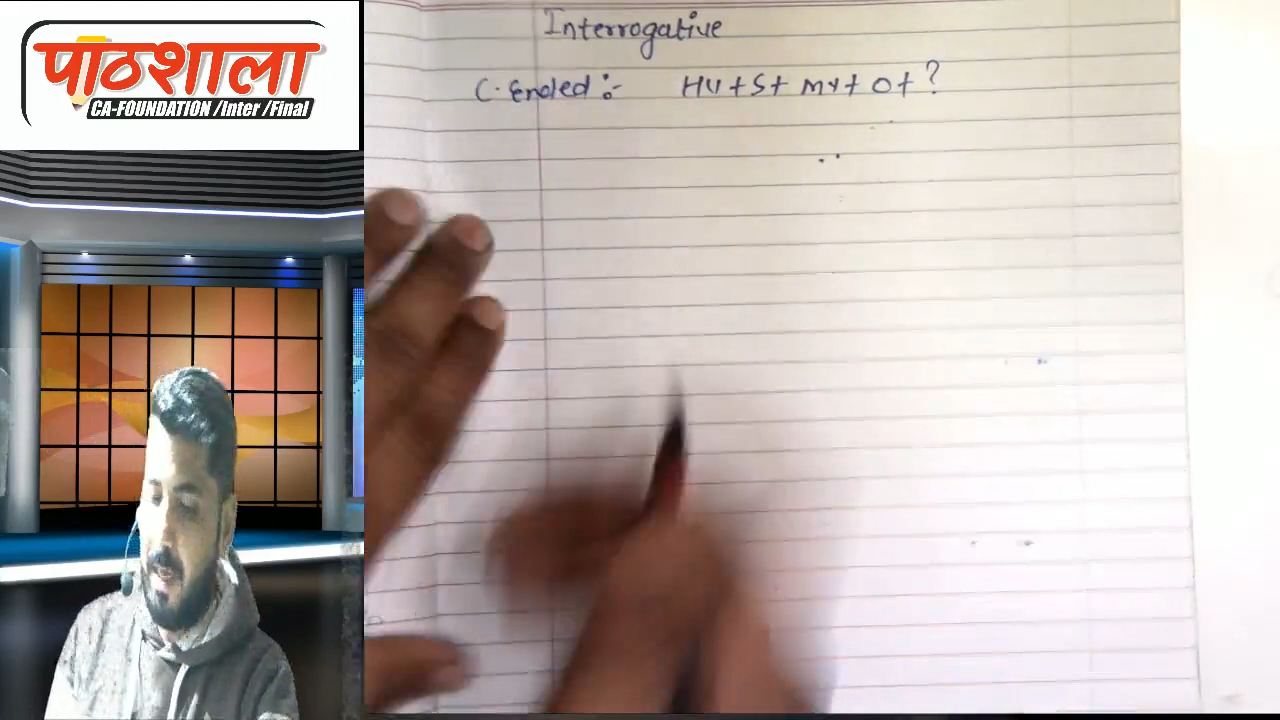 पाठशाला
CA-FOUNDATION /Inter /Final
Interrogative
C. Ended :- HV + S + MV + O + ?